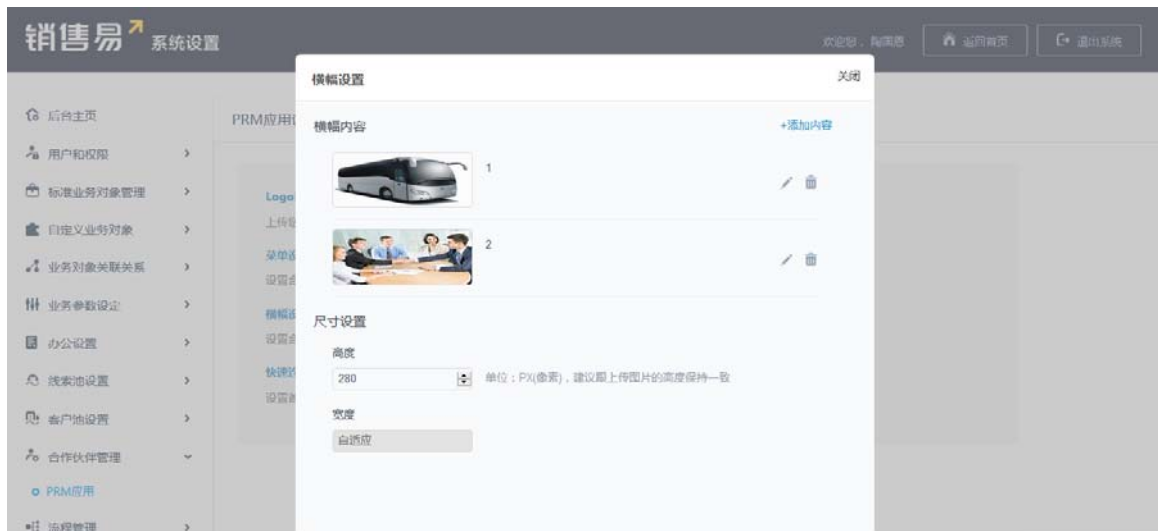 销售易 系统设置
欢迎您，陶国恩
返回首页
退出系统
横幅设置
关闭
后台主页
PRM应用
横幅内容
+添加内容
用户和权限
1
标准业务对象管理
Logo
上传
自定义业务对象
2
菜单设
设置
业务对象关联关系
业务参数设定
横幅设
尺寸设置
办公设置
设置
高度
线索池设置
快速
280
单位：PX(像素)，建议跟上传图片的高度保持一致
设置
客户池设置
宽度
自适应
合作伙伴管理
PRM应用
流程管理